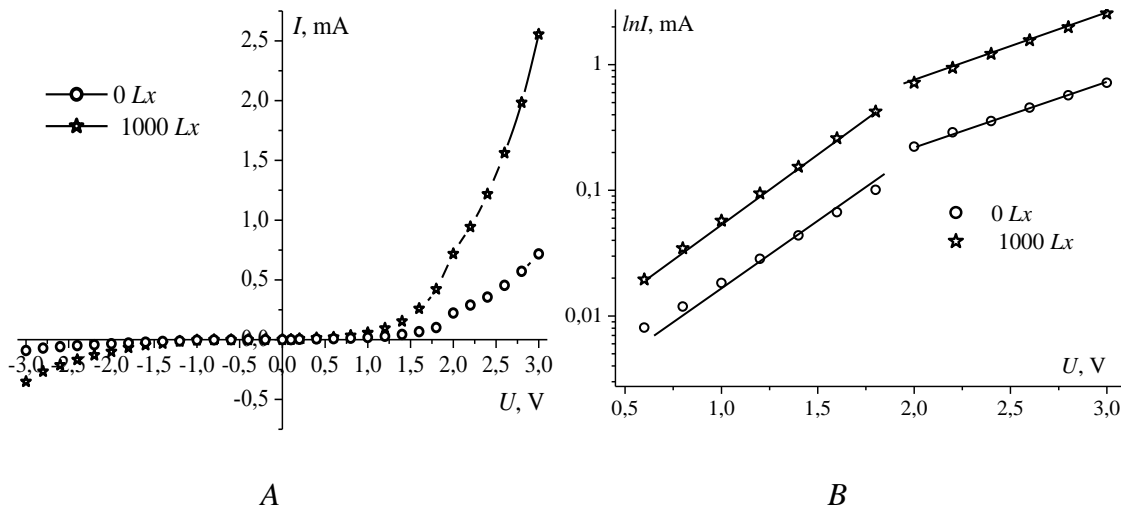 I, mA
2,5
2,0
1,5
1,0
0,5
0,0
-0,5
-3,0 -2,5 -2,0 -1,5 -1,0 -0,5 0,0 0,5 1,0 1,5 2,0 2,5 3,0
U, V
0 Lx
1000 Lx
A
lnI, mA
1
0,1
0,01
0 Lx
1000 Lx
U, V
0,5 1,0 1,5 2,0 2,5 3,0
B